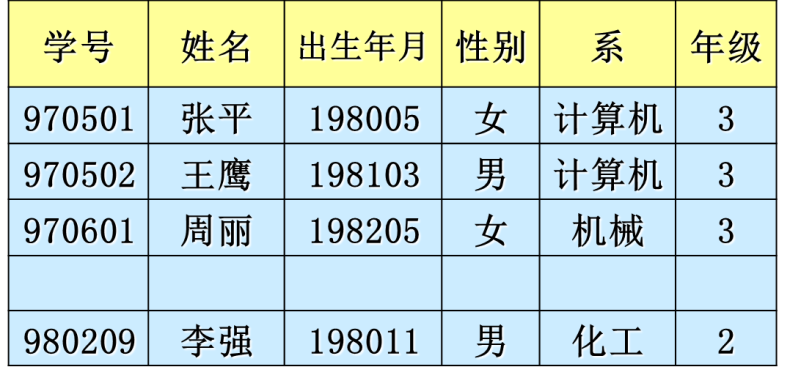 学号 姓名 出生年月 性别 系 年级
970501 张平 198005 女 计算机 3
970502 王鹰 198103 男 计算机 3
970601 周丽 198205 女 机械 3
980209 李强 198011 男 化工 2